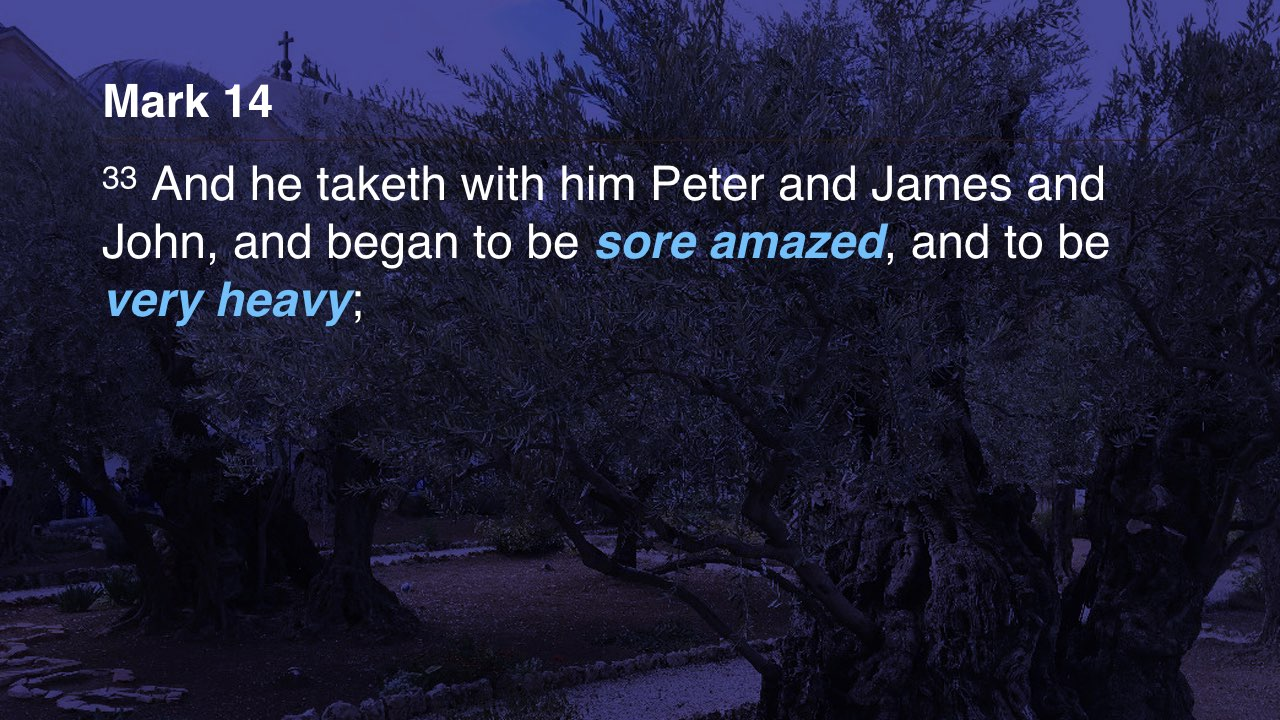 Mark 14
33 And he taketh with him Peter and James and
John, and began to be sore amazed, and to be
very heavy;